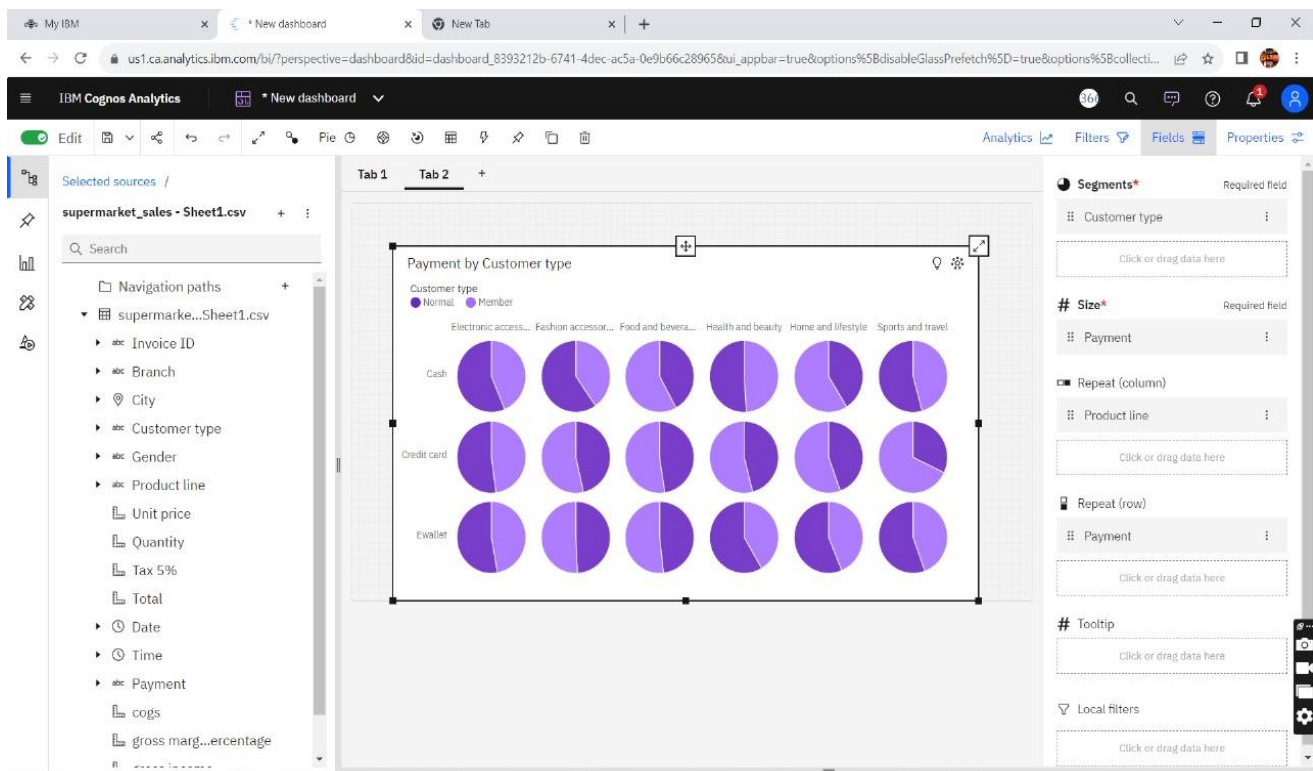 My IBM
* New dashboard
New Tab
us1.ca.analytics.ibm.com/bi/?perspective=dashboard&id=dashboard_8393212b-6741-4dec-ac5a-0e9b66c28965&ui_appbar=true&options%5BdisableGlassPrefetch%5D=true&options%5Bcollecti...
IBM Cognos Analytics
* New dashboard
1
Edit
Pie
Analytics
Filters
Fields
Properties
Selected sources /
supermarket_sales - Sheet1.csv
Search
Navigation paths
supermarke...Sheet1.csv
abc Invoice ID
abc Branch
City
abc Customer type
abc Gender
abc Product line
Unit price
Quantity
Tax 5%
Total
Date
Time
abc Payment
cogs
gross marg...ercentage
Tab 1
Tab 2
Payment by Customer type
Customer type
Normal Member
Electronic access... Fashion accessor... Food and bevera... Health and beauty Home and lifestyle Sports and travel
Cash
Credit card
Ewallet
Segments* Required field
Customer type
Click or drag data here
# Size* Required field
Payment
Repeat (column)
Product line
Click or drag data here
Repeat (row)
Payment
Click or drag data here
# Tooltip
Click or drag data here
Local filters
Click or drag data here